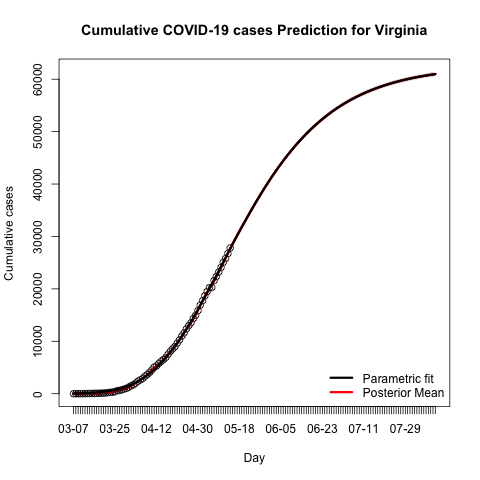 Cumulative COVID-19 cases Prediction for Virginia
Cumulative cases
60000
50000
40000
30000
20000
10000
0
Parametric fit
Posterior Mean
03-07 03-25 04-12 04-30 05-18 06-05 06-23 07-11 07-29
Day